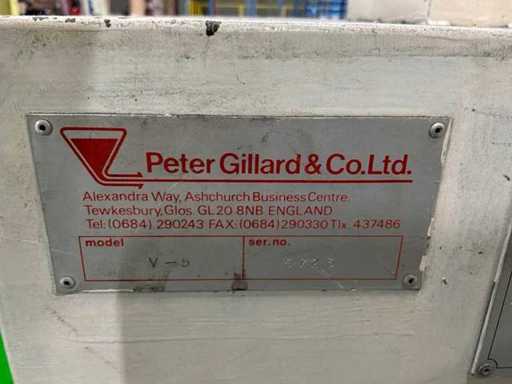 Peter Gillard & Co. Ltd.
Alexandra Way, Ashchurch Business Centre.
Tewkesbury, Glos. GL20 8NB ENGLAND
Tel: (0684) 290243 FAX: (0684) 290330 Tlx. 437486
model
ser. no.